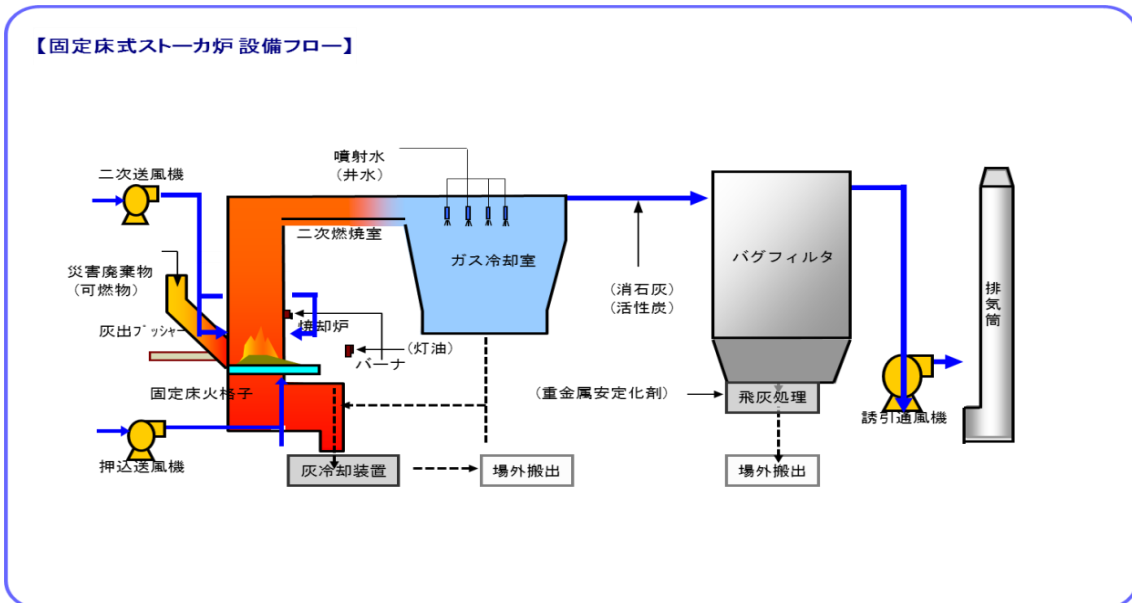 【固定床式ストーカ炉 設備フロー】
噴射水
(井水)
二次送風機
二次燃焼室
災害廃棄物
(可燃物)
ガス冷却室
バグフィルタ
(消石灰)
(活性炭)
排気筒
灰出プッシャー
焼却炉
(灯油)
バーナ
固定床火格子
(重金属安定化剤)
飛灰処理
誘引通風機
押込送風機
灰冷却装置
場外搬出
場外搬出